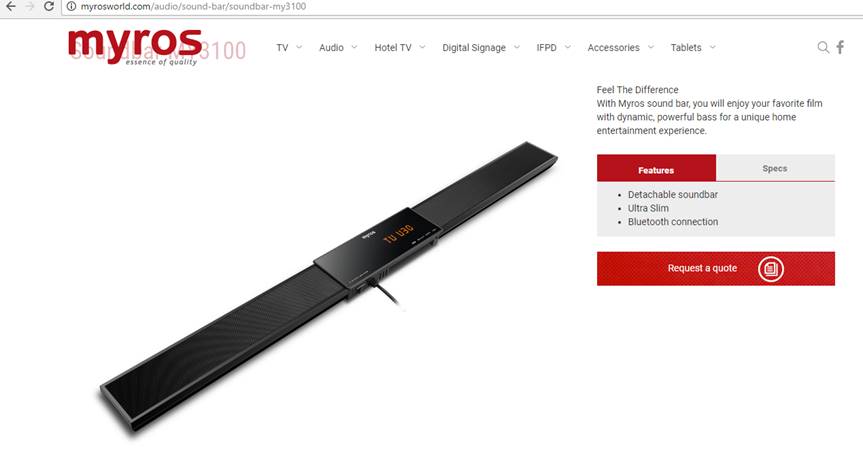 myrosworld.com/audio/sound-bar/soundbar-my3100
Soundbar MY3100
myros
essence of quality
TV
Audio
Hotel TV
Digital Signage
IFPD
Accessories
Tablets
myros
TU U30
Feel The Difference
With Myros sound bar, you will enjoy your favorite film
with dynamic, powerful bass for a unique home
entertainment experience.
Features
Specs
Detachable soundbar
Ultra Slim
Bluetooth connection
Request a quote